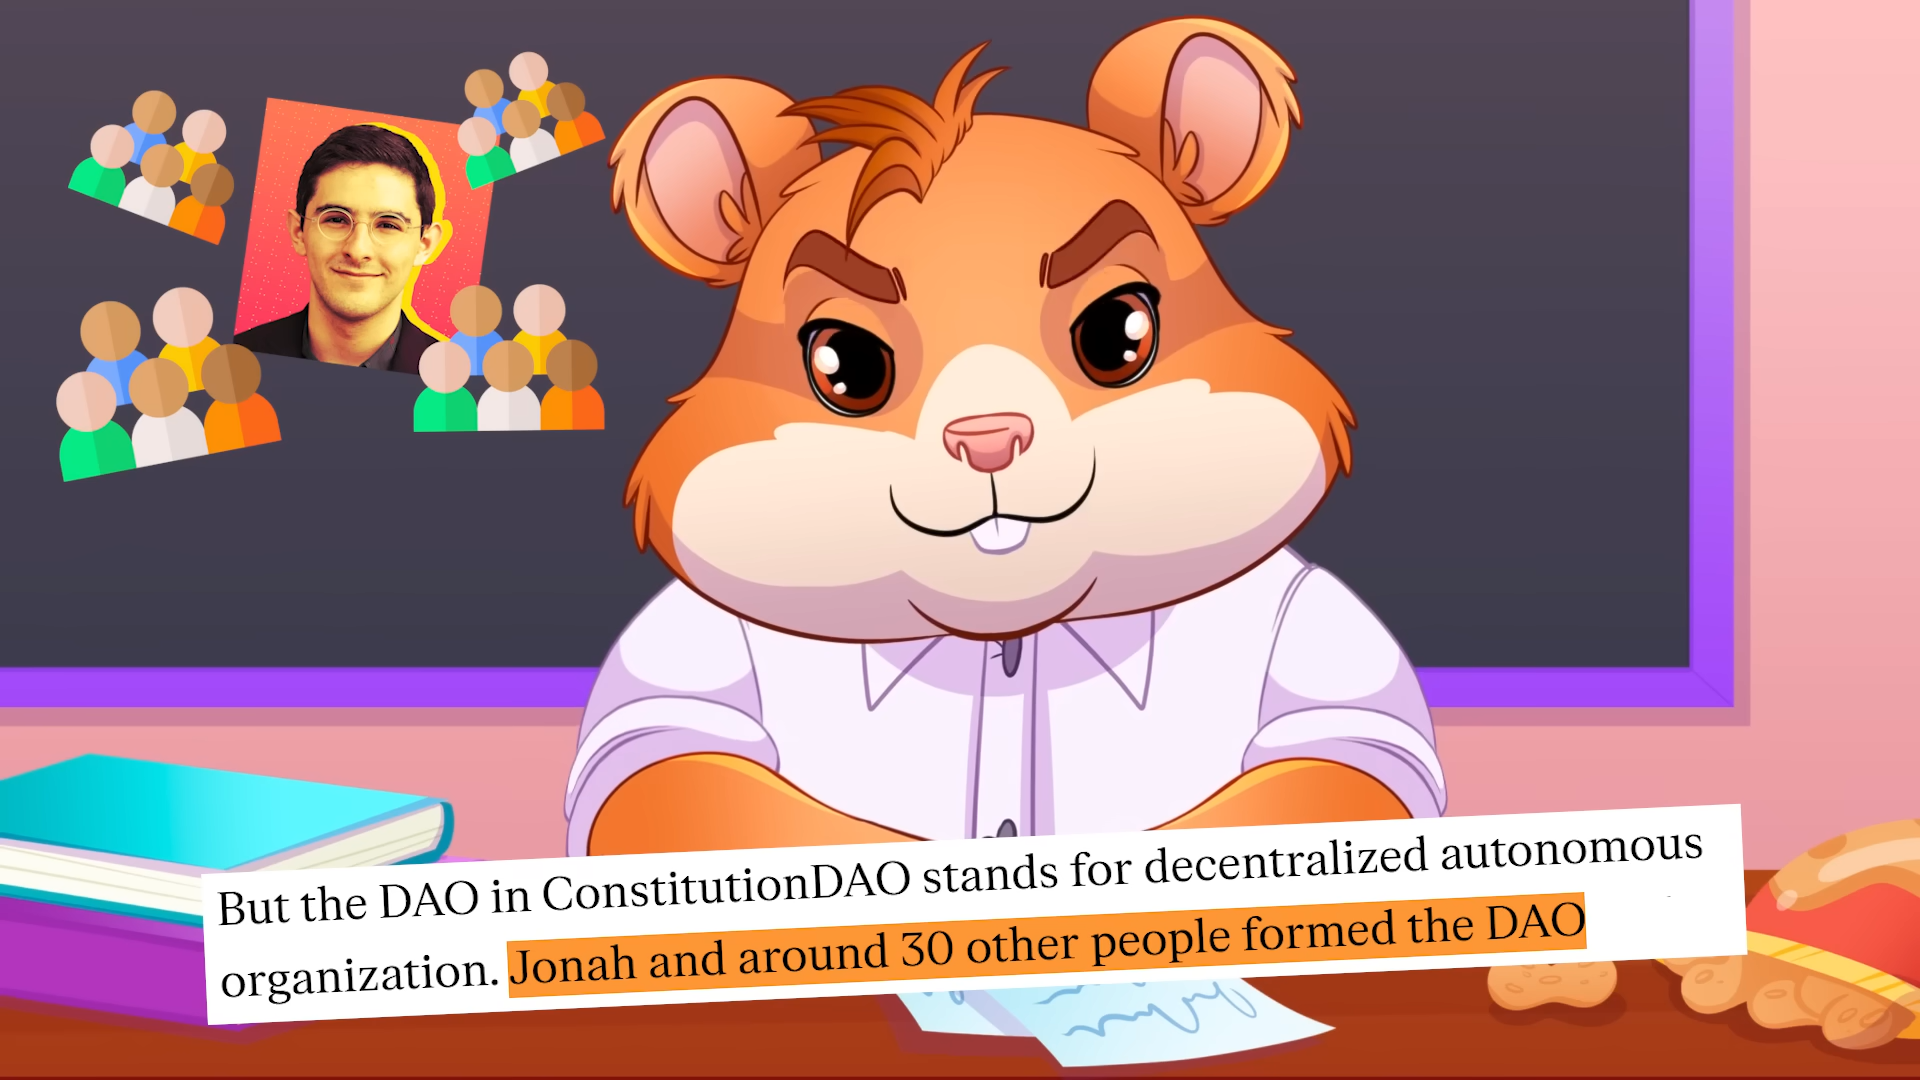 But the DAO in ConstitutionDAO stands for decentralized autonomous
organization. Jonah and around 30 other people formed the DAO